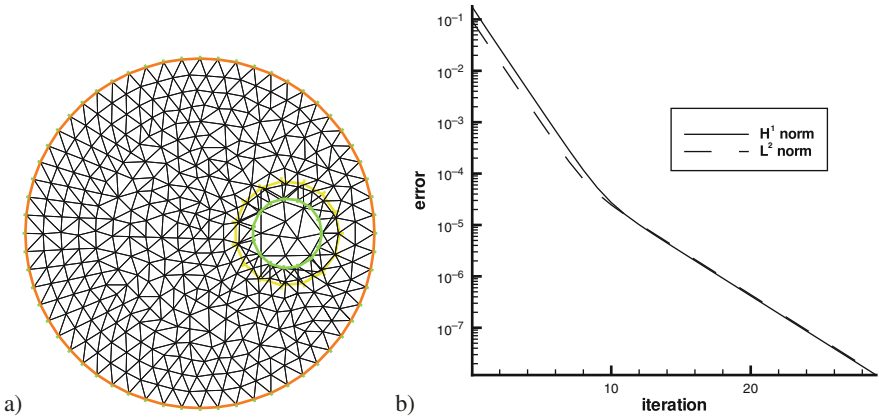 a)
b)
error
10⁻¹
10⁻²
10⁻³
10⁻⁴
10⁻⁵
10⁻⁶
10⁻⁷
H¹ norm
L² norm
10
20
iteration